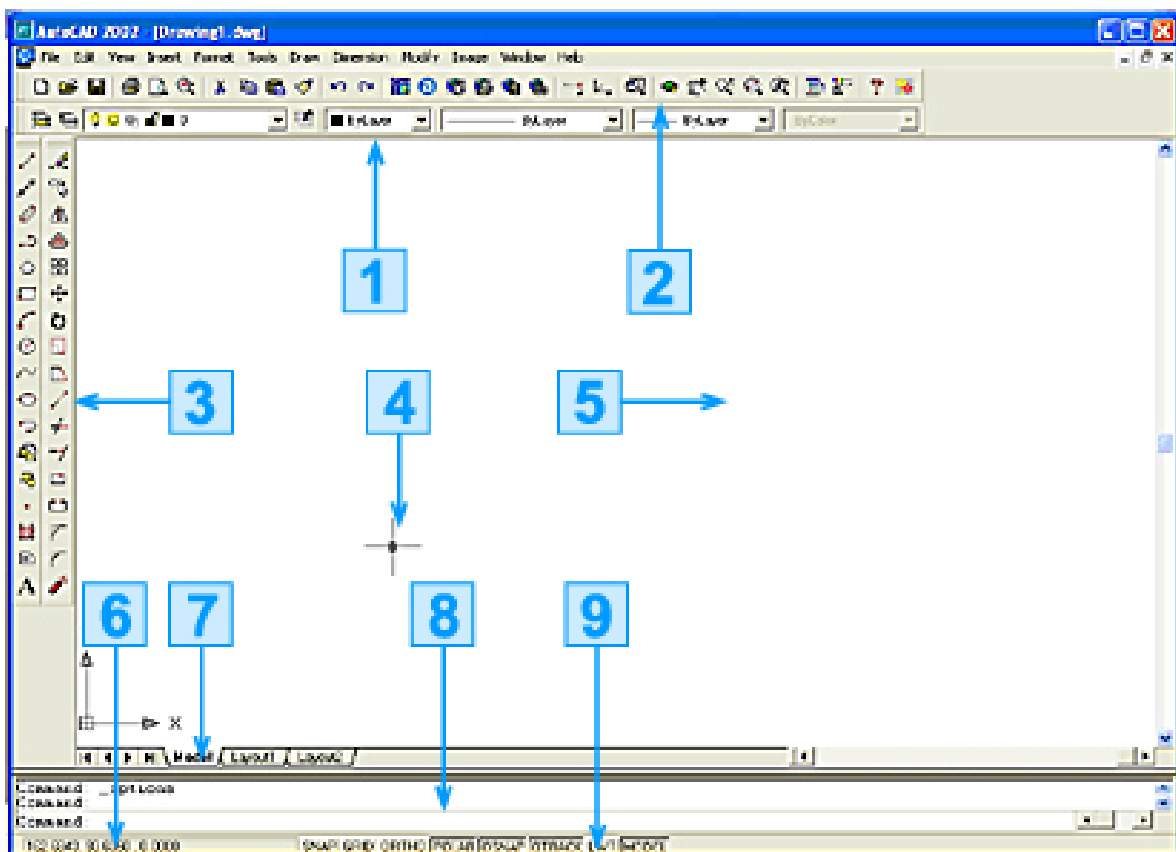 AutoCAD 2002 - [Drawing1.dwg]
File Edit View Insert Format Tools Draw Dimension Modify Image Window Help
0 ByLayer ByLayer ByLayer ByColor
1 2
3 4 5
A
6 7 8 9
X
Model Layout1 Layout2
Command: _options
Command:
Command:
SNAP GRID ORTHO POLAR OSNAP OTRACK LWT MODEL